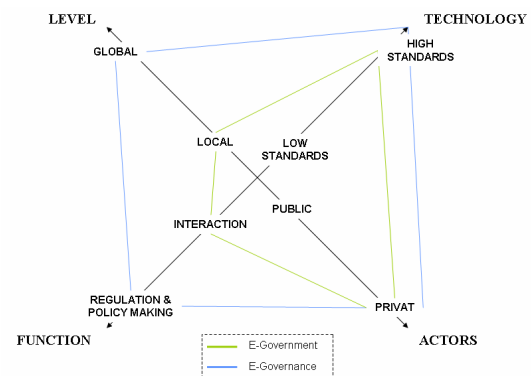 LEVEL
TECHNOLOGY
GLOBAL
HIGH
STANDARDS
LOCAL
LOW
STANDARDS
PUBLIC
INTERACTION
REGULATION &
POLICY MAKING
PRIVAT
FUNCTION
ACTORS
E-Government
E-Governance